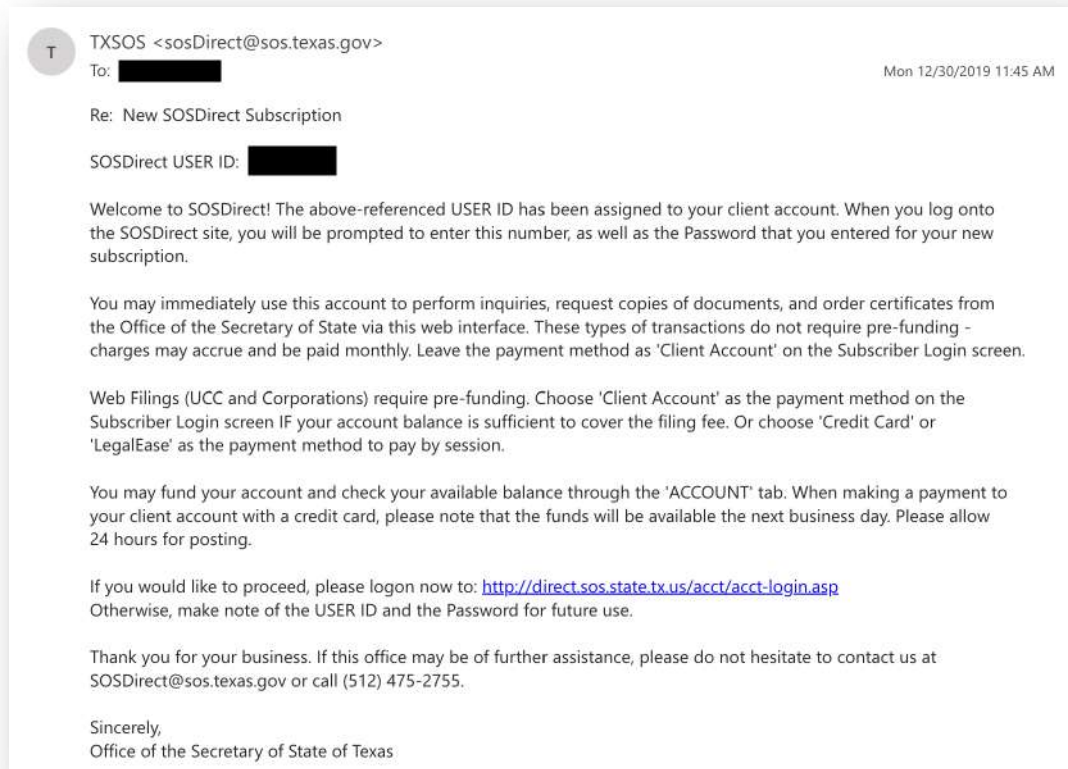 T
TXSOS <sosDirect@sos.texas.gov>
To:
Mon 12/30/2019 11:45 AM
Re: New SOSDirect Subscription
SOSDirect USER ID:
Welcome to SOSDirect! The above-referenced USER ID has been assigned to your client account. When you log onto
the SOSDirect site, you will be prompted to enter this number, as well as the Password that you entered for your new
subscription.
You may immediately use this account to perform inquiries, request copies of documents, and order certificates from
the Office of the Secretary of State via this web interface. These types of transactions do not require pre-funding -
charges may accrue and be paid monthly. Leave the payment method as 'Client Account' on the Subscriber Login screen.
Web Filings (UCC and Corporations) require pre-funding. Choose 'Client Account' as the payment method on the
Subscriber Login screen IF your account balance is sufficient to cover the filing fee. Or choose 'Credit Card' or
'LegalEase' as the payment method to pay by session.
You may fund your account and check your available balance through the 'ACCOUNT' tab. When making a payment to
your client account with a credit card, please note that the funds will be available the next business day. Please allow
24 hours for posting.
If you would like to proceed, please logon now to: http://direct.sos.state.tx.us/acct/acct-login.asp
Otherwise, make note of the USER ID and the Password for future use.
Thank you for your business. If this office may be of further assistance, please do not hesitate to contact us at
SOSDirect@sos.texas.gov or call (512) 475-2755.
Sincerely,
Office of the Secretary of State of Texas